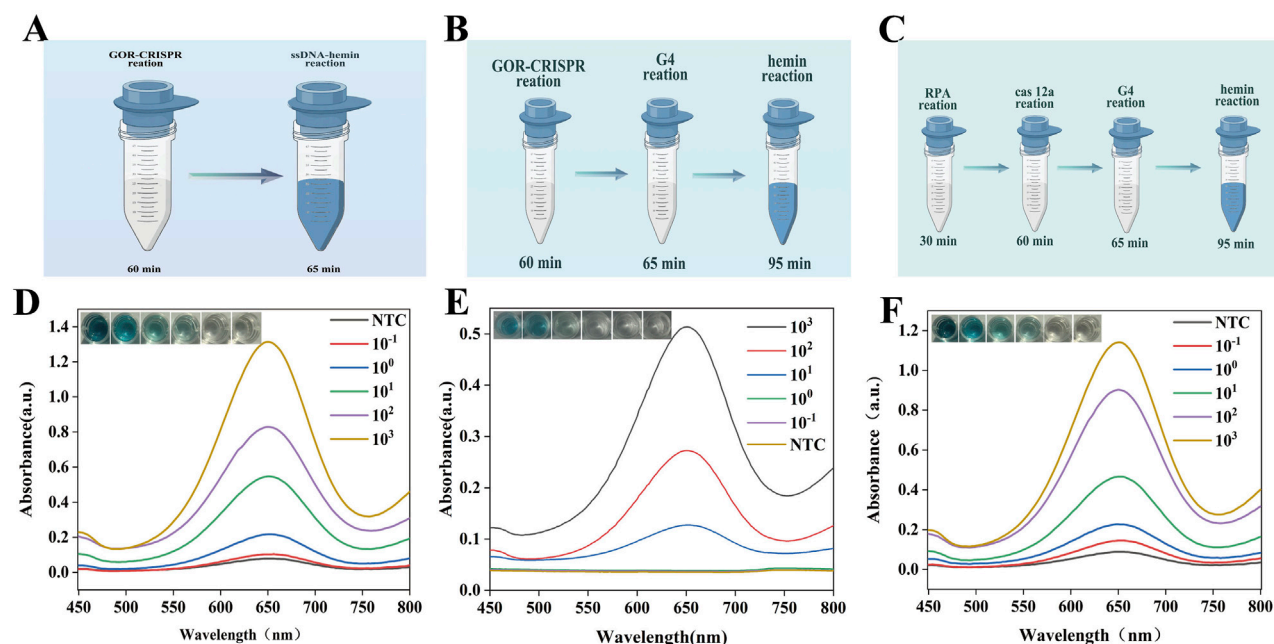 A
GOR-CRISPR
reation
ssDNA-hemin
reaction
60 min
65 min
B
GOR-CRISPR
reation
G4
reation
hemin
reaction
60 min
65 min
95 min
C
RPA
reation
cas 12a
reation
G4
reation
hemin
reaction
30 min
60 min
65 min
95 min
D
Absorbance(a.u.)
1.4
1.2
1.0
0.8
0.6
0.4
0.2
0.0
NTC
10⁻¹
10⁰
10¹
10²
10³
450 500 550 600 650 700 750 800
Wavelength（nm）
E
Absorbance(a.u.)
0.5
0.4
0.3
0.2
0.1
0.0
10³
10²
10¹
10⁰
10⁻¹
NTC
450 500 550 600 650 700 750 800
Wavelength(nm)
F
Absorbance（a.u.）
1.2
1.0
0.8
0.6
0.4
0.2
0.0
NTC
10⁻¹
10⁰
10¹
10²
10³
450 500 550 600 650 700 750 800
Wavelength（nm）